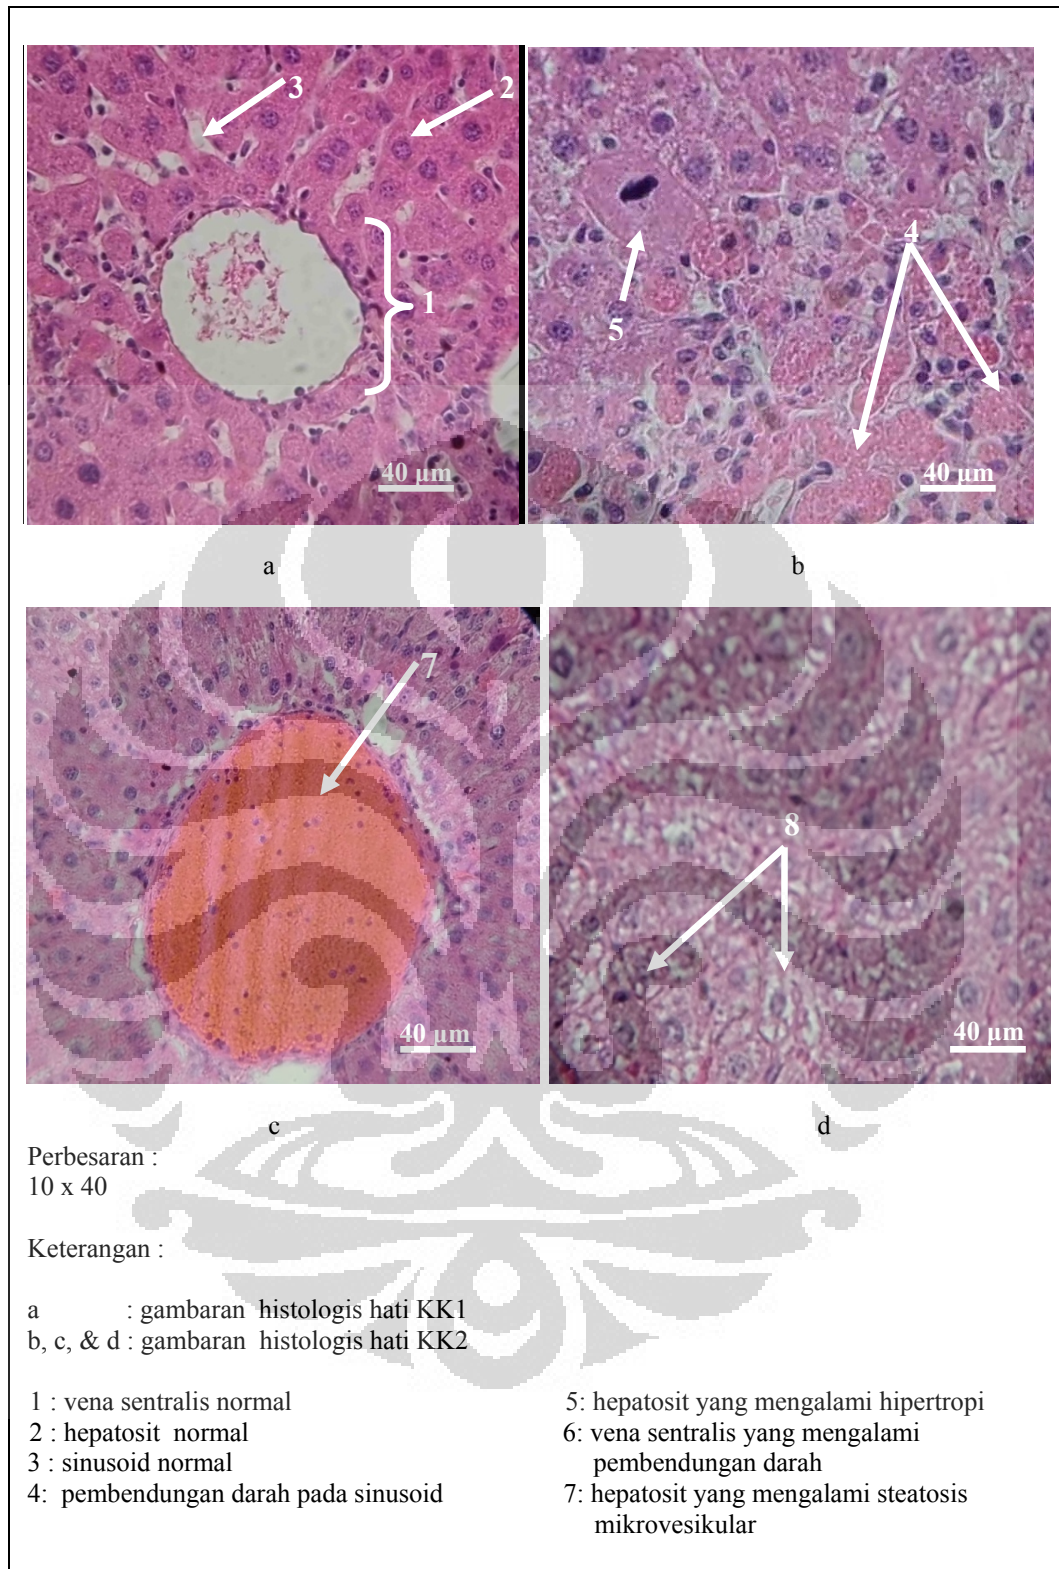 3
2
1
40 µm
4
5
40 µm
a
b
7
40 µm
8
40 µm
c
d
Perbesaran :
10 x 40
Keterangan :
a : gambaran histologis hati KK1
b, c, & d : gambaran histologis hati KK2
1 : vena sentralis normal
2 : hepatosit normal
3 : sinusoid normal
4: pembendungan darah pada sinusoid
5: hepatosit yang mengalami hipertropi
6: vena sentralis yang mengalami
pembendungan darah
7: hepatosit yang mengalami steatosis
mikrovesikular